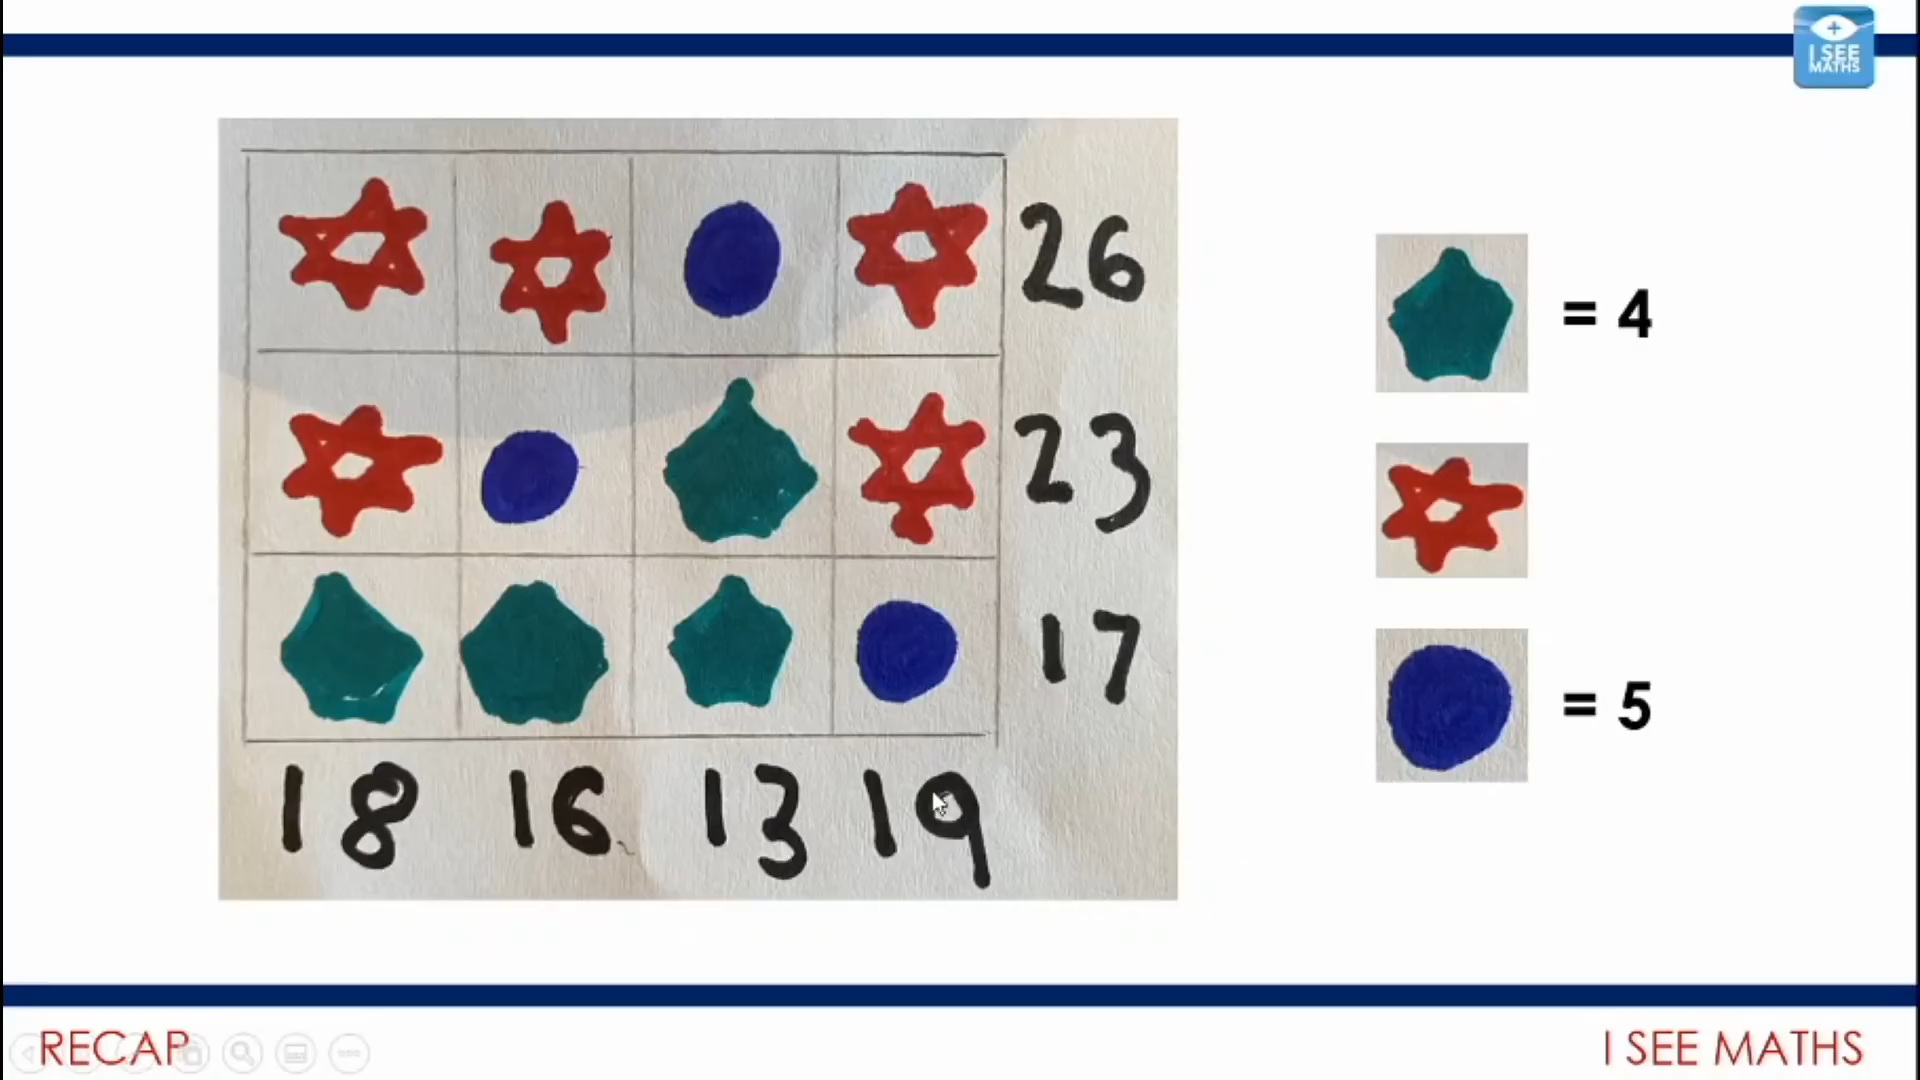 I SEE
MATHS
26
= 4
23
17
= 5
18 16 13 19
RECAP
I SEE MATHS